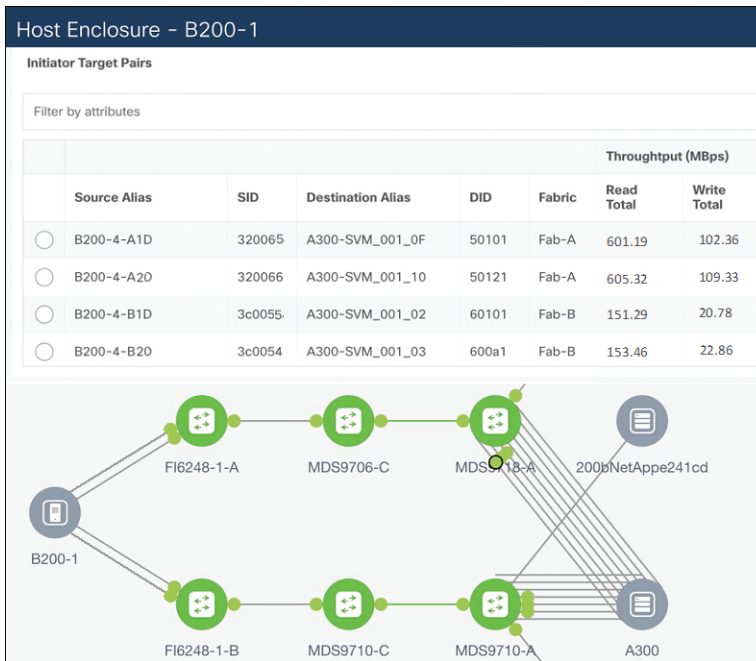 Host Enclosure - B200-1
Initiator Target Pairs
Filter by attributes
Throughtput (MBps)
Source Alias SID Destination Alias DID Fabric Read Total Write Total
B200-4-A1D 320065 A300-SVM_001_0F 50101 Fab-A 601.19 102.36
B200-4-A20 320066 A300-SVM_001_10 50121 Fab-A 605.32 109.33
B200-4-B1D 3c0055 A300-SVM_001_02 60101 Fab-B 151.29 20.78
B200-4-B20 3c0054 A300-SVM_001_03 600a1 Fab-B 153.46 22.86
FI6248-1-A MDS9706-C MDS9718-A 200bNetAppe241cd
B200-1
FI6248-1-B MDS9710-C MDS9710-A A300